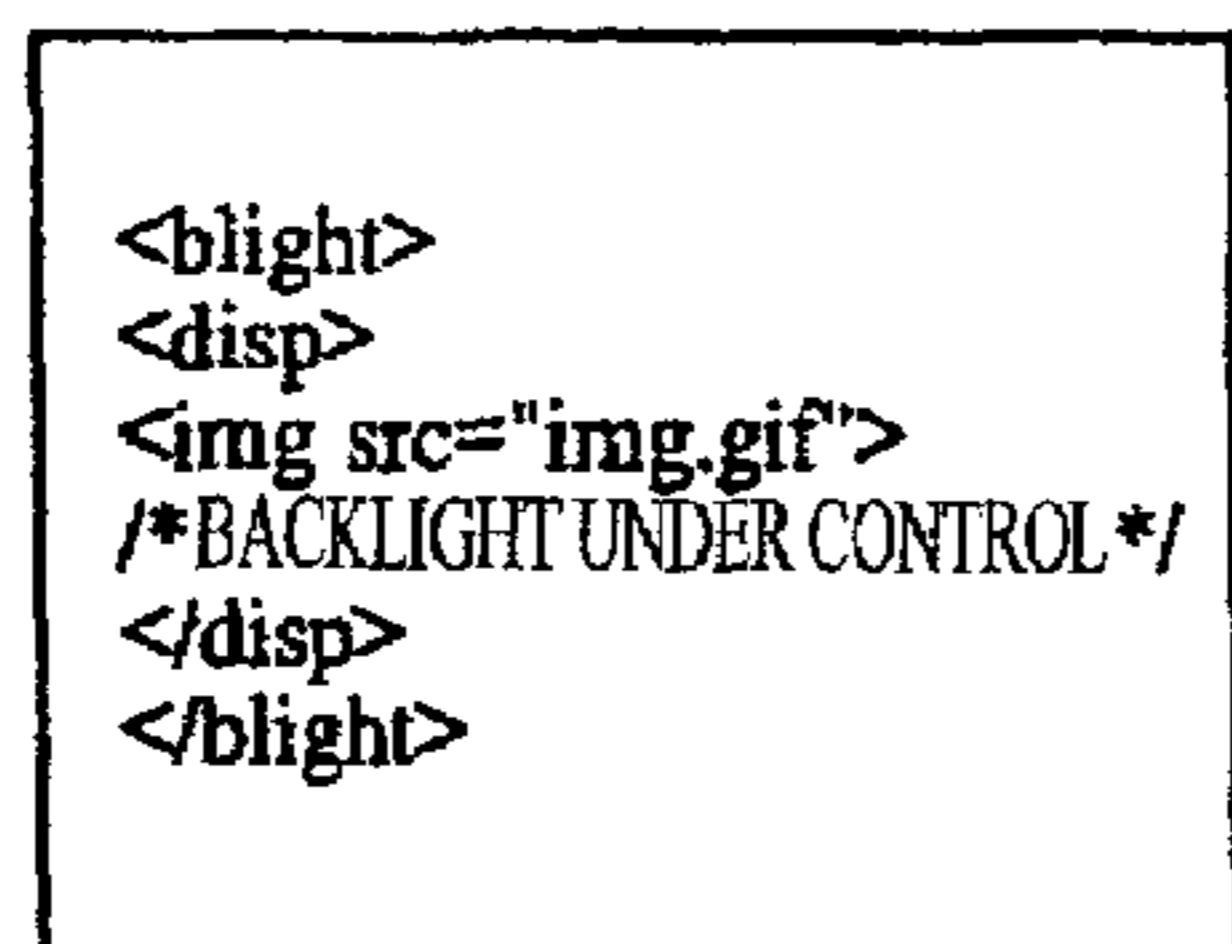 <blight>
<disp>
<img src="img.gif">
/* BACKLIGHT UNDER CONTROL */
</disp>
</blight>